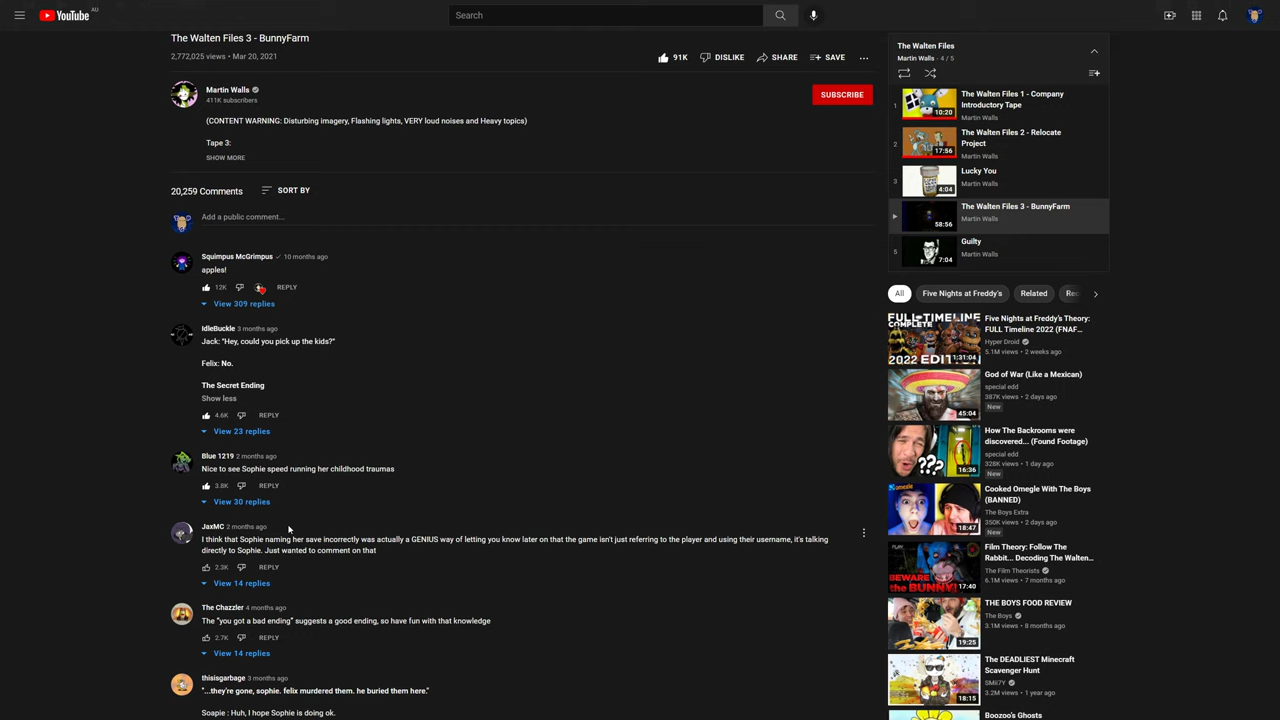 AU
YouTube
Search
The Walten Files 3 - BunnyFarm
2,772,025 views • Mar 20, 2021
91K
DISLIKE
SHARE
SAVE
Martin Walls
411K subscribers
SUBSCRIBE
(CONTENT WARNING: Disturbing imagery, Flashing lights, VERY loud noises and Heavy topics)
Tape 3:
SHOW MORE
20,259 Comments
SORT BY
Add a public comment...
Squimpus McGrimpus 10 months ago
apples!
12K
REPLY
View 309 replies
IdleBuckle 3 months ago
Jack: "Hey, could you pick up the kids?"
Felix: No.
The Secret Ending
Show less
4.6K
REPLY
View 23 replies
Blue 1219 2 months ago
Nice to see Sophie speed running her childhood traumas
3.8K
REPLY
View 30 replies
JaxMC 2 months ago
I think that Sophie naming her save incorrectly was actually a GENIUS way of letting you know later on that the game isn't just referring to the player and using their username, it's talking
directly to Sophie. Just wanted to comment on that
2.3K
REPLY
View 14 replies
The Chazzler 4 months ago
The "you got a bad ending" suggests a good ending, so have fun with that knowledge
2.7K
REPLY
View 14 replies
thisisgarbage 3 months ago
"...they're gone, sophie. felix murdered them. he buried them here."
Soapie : Huh, I hope Sophie is doing ok.
The Walten Files
Martin Walls - 4 / 5
1
10:20
The Walten Files 1 - Company
Introductory Tape
Martin Walls
2
17:56
The Walten Files 2 - Relocate
Project
Martin Walls
3
4:04
Lucky You
Martin Walls
58:56
The Walten Files 3 - BunnyFarm
Martin Walls
5
7:04
Guilty
Martin Walls
All
Five Nights at Freddy's
Related
Rec
FULL-TIMELINE
COMPLETE
2022 EDITION
1:31:04
Five Nights at Freddy's Theory:
FULL Timeline 2022 (FNAF...
Hyper Droid
5.1M views • 2 weeks ago
45:04
God of War (Like a Mexican)
special edd
387K views • 2 days ago
New
???
16:36
How The Backrooms were
discovered... (Found Footage)
special edd
328K views • 1 day ago
New
omegle
18:47
Cooked Omegle With The Boys
(BANNED)
The Boys Extra
350K views • 2 days ago
New
PLAY
BEWARE
the BUNNY!
17:40
Film Theory: Follow The
Rabbit... Decoding The Walten...
The Film Theorists
6.1M views • 7 months ago
19:25
THE BOYS FOOD REVIEW
The Boys
3.1M views • 8 months ago
18:15
The DEADLIEST Minecraft
Scavenger Hunt
SMii7Y
3.2M views • 1 year ago
Boozoo's Ghosts